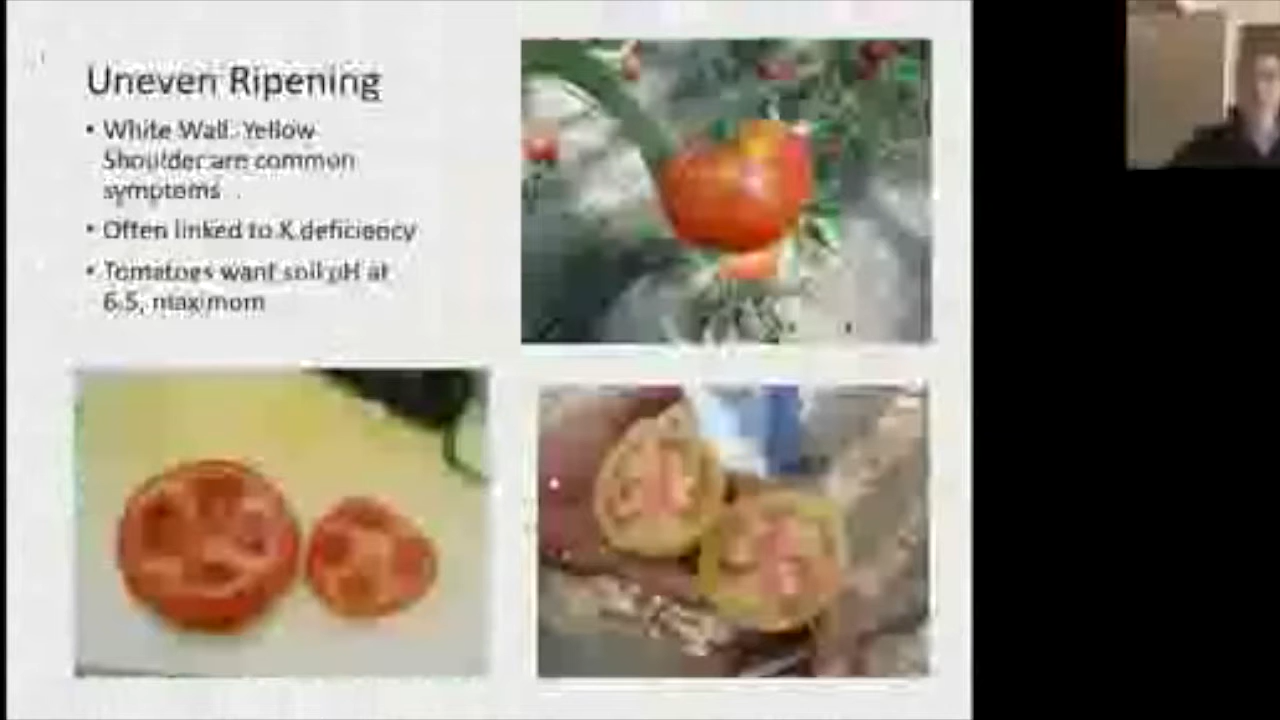 Uneven Ripening
• White Wall, Yellow
Shoulder are common
symptoms
• Often linked to K deficiency
• Tomatoes want soil pH at
6.5, maximom